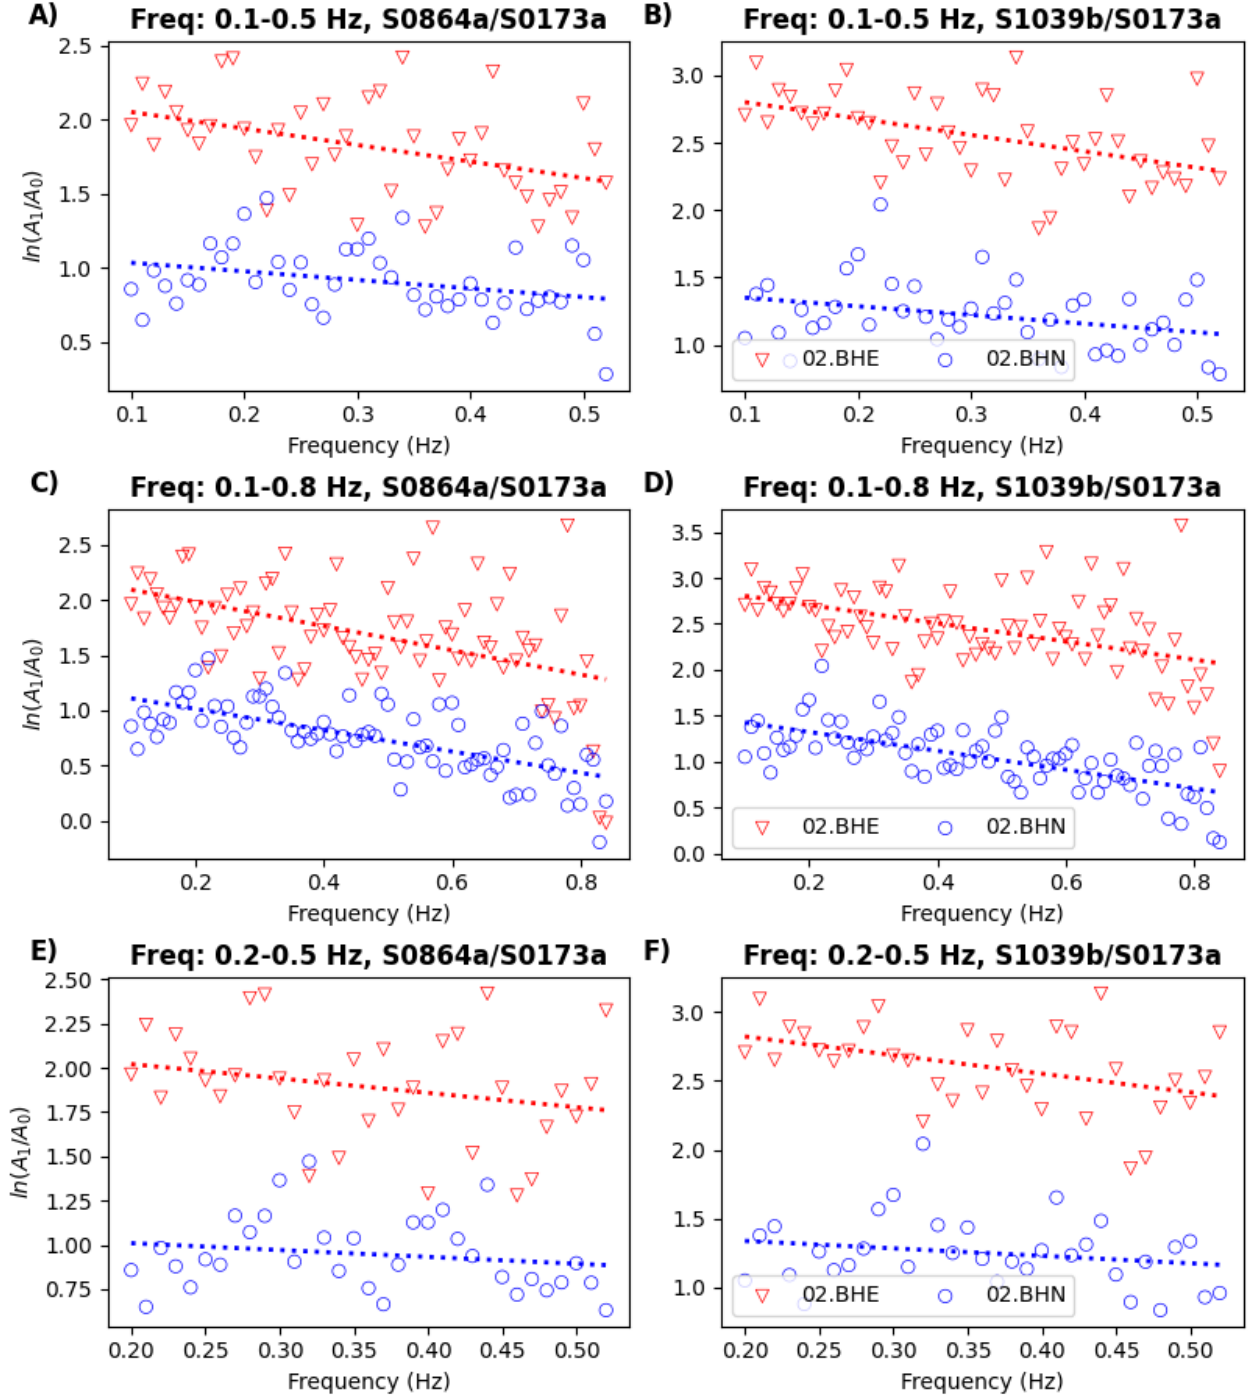 A) Freq: 0.1-0.5 Hz, S0864a/S0173a
2.5
2.0
1.5
1.0
0.5
ln(A1/A0)
0.1 0.2 0.3 0.4 0.5
Frequency (Hz)
B) Freq: 0.1-0.5 Hz, S1039b/S0173a
3.0
2.5
2.0
1.5
1.0
02.BHE 02.BHN
0.1 0.2 0.3 0.4 0.5
Frequency (Hz)
C) Freq: 0.1-0.8 Hz, S0864a/S0173a
2.5
2.0
1.5
1.0
0.5
0.0
ln(A1/A0)
0.2 0.4 0.6 0.8
Frequency (Hz)
D) Freq: 0.1-0.8 Hz, S1039b/S0173a
3.5
3.0
2.5
2.0
1.5
1.0
0.5
0.0
02.BHE 02.BHN
0.2 0.4 0.6 0.8
Frequency (Hz)
E) Freq: 0.2-0.5 Hz, S0864a/S0173a
2.50
2.25
2.00
1.75
1.50
1.25
1.00
0.75
ln(A1/A0)
0.20 0.25 0.30 0.35 0.40 0.45 0.50
Frequency (Hz)
F) Freq: 0.2-0.5 Hz, S1039b/S0173a
3.0
2.5
2.0
1.5
1.0
02.BHE 02.BHN
0.20 0.25 0.30 0.35 0.40 0.45 0.50
Frequency (Hz)